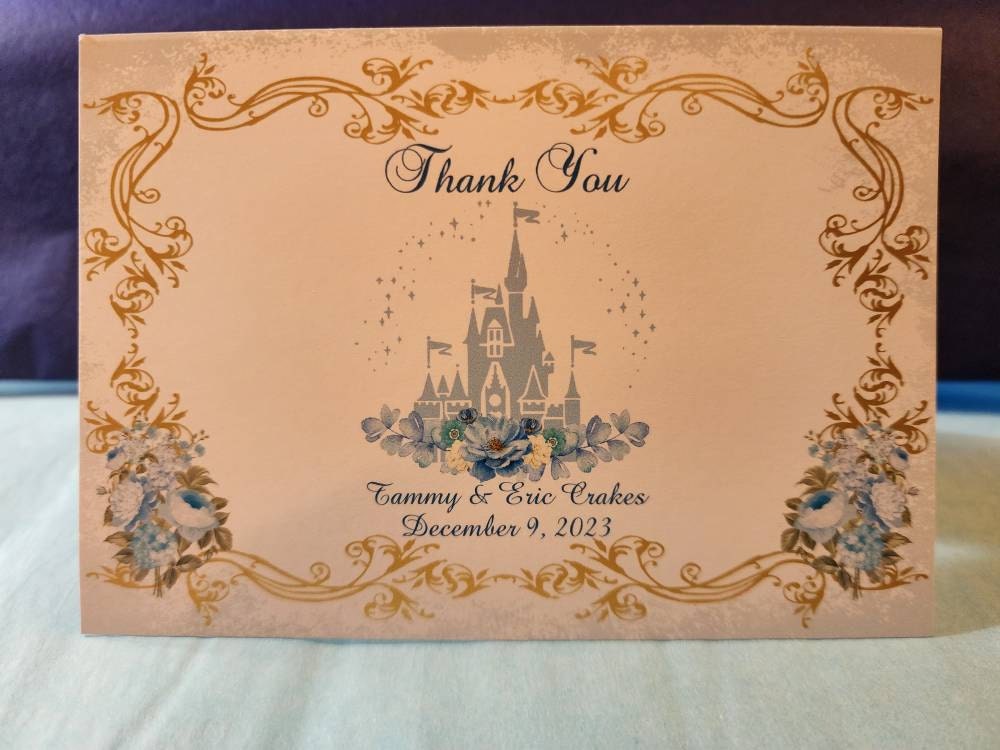 Thank You
Tammy & Eric Crakes
December 9, 2023